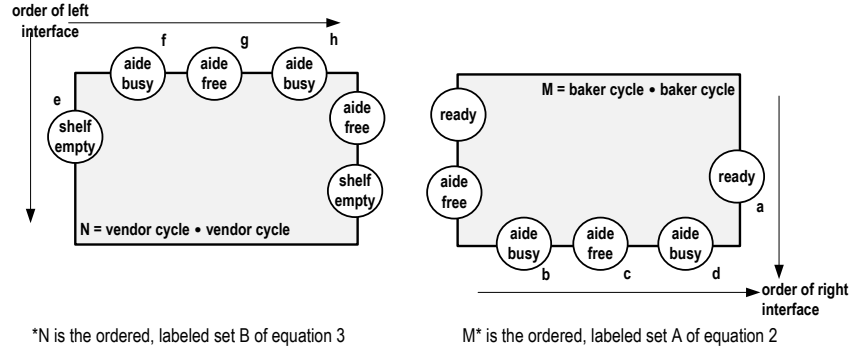 order of left
interface
f
g
h
aide
busy
aide
free
aide
busy
e
shelf
empty
aide
free
shelf
empty
N = vendor cycle • vendor cycle
M = baker cycle • baker cycle
ready
aide
free
ready
a
aide
busy
aide
free
aide
busy
b
c
d
order of right
interface
*N is the ordered, labeled set B of equation 3
M* is the ordered, labeled set A of equation 2